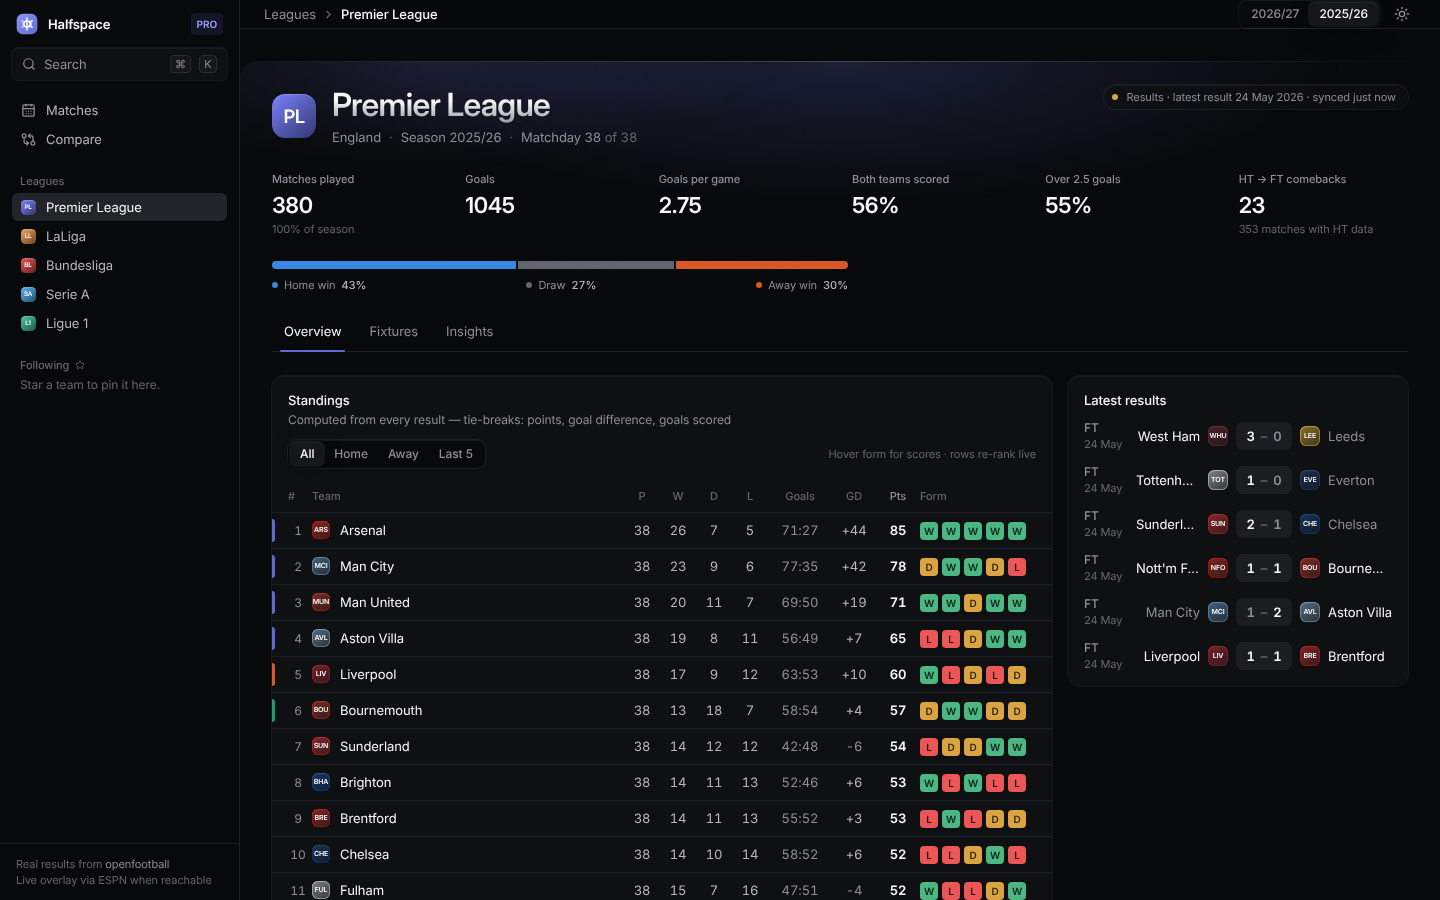 Halfspace
PRO
Search ⌘ K
Matches
Compare
Leagues
PL Premier League
LL LaLiga
BL Bundesliga
SA Serie A
L1 Ligue 1
Following
Star a team to pin it here.
Real results from openfootball
Live overlay via ESPN when reachable
Leagues › Premier League
2026/27 2025/26
PL
Premier League
England · Season 2025/26 · Matchday 38 of 38
Results · latest result 24 May 2026 · synced just now
Matches played
380
100% of season
Goals
1045
Goals per game
2.75
Both teams scored
56%
Over 2.5 goals
55%
HT → FT comebacks
23
353 matches with HT data
Home win 43%
Draw 27%
Away win 30%
Overview Fixtures Insights
Standings
Computed from every result — tie-breaks: points, goal difference, goals scored
All Home Away Last 5
Hover form for scores · rows re-rank live
# Team P W D L Goals GD Pts Form
1 ARS Arsenal 38 26 7 5 71:27 +44 85 W W W W W
2 MCI Man City 38 23 9 6 77:35 +42 78 D W W D L
3 MUN Man United 38 20 11 7 69:50 +19 71 W W D W W
4 AVL Aston Villa 38 19 8 11 56:49 +7 65 L L D W W
5 LIV Liverpool 38 17 9 12 63:53 +10 60 W L D L D
6 BOU Bournemouth 38 13 18 7 58:54 +4 57 D W W D D
7 SUN Sunderland 38 14 12 12 42:48 -6 54 L D D W W
8 BHA Brighton 38 14 11 13 52:46 +6 53 W L W L L
9 BRE Brentford 38 14 11 13 55:52 +3 53 L W L D D
10 CHE Chelsea 38 14 10 14 58:52 +6 52 L L D W L
11 FUL Fulham 38 15 7 16 47:51 -4 52 W L L D W
Latest results
FT
24 May
West Ham WHU 3 – 0 LEE Leeds
FT
24 May
Tottenh... TOT 1 – 0 EVE Everton
FT
24 May
Sunderl... SUN 2 – 1 CHE Chelsea
FT
24 May
Nott'm F... NFO 1 – 1 BOU Bourne...
FT
24 May
Man City MCI 1 – 2 AVL Aston Villa
FT
24 May
Liverpool LIV 1 – 1 BRE Brentford